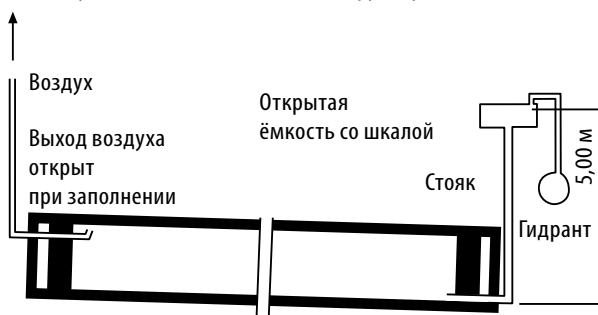 Воздух
Выход воздуха
открыт
при заполнении
Открытая
ёмкость со шкалой
Стояк
Гидрант
5,00 м